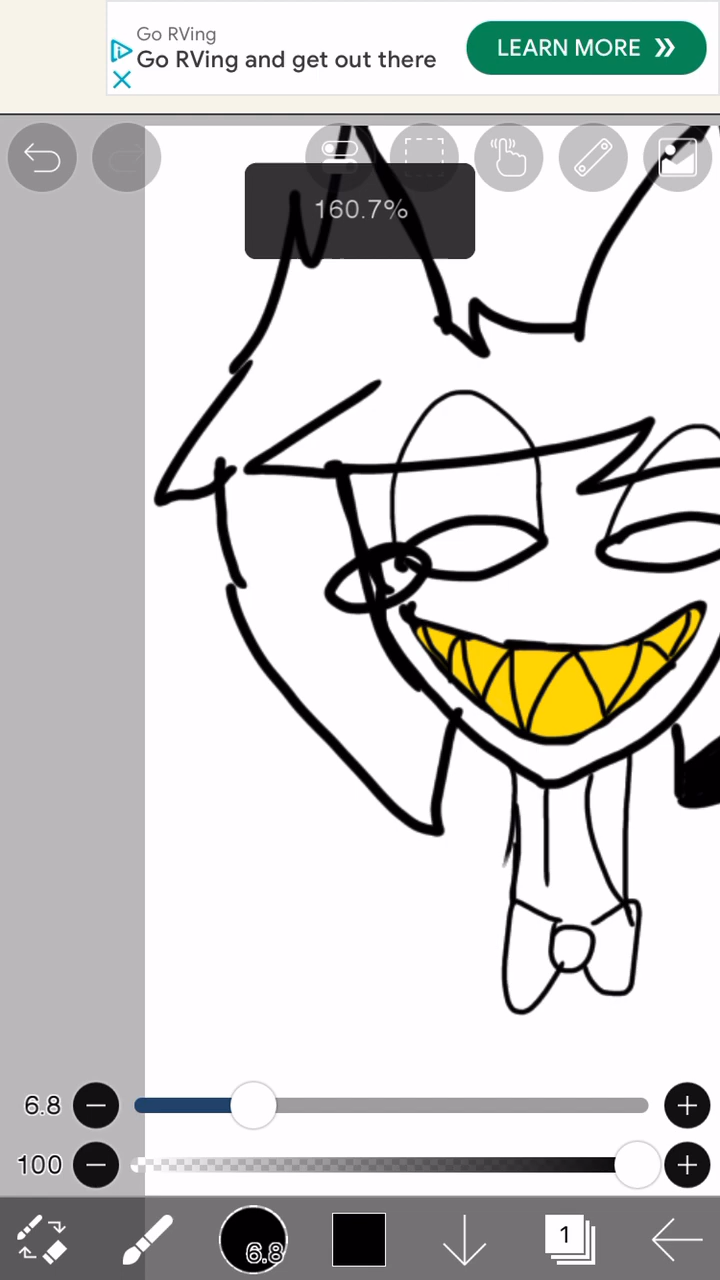 Go RVing
Go RVing and get out there
LEARN MORE
160.7%
6.8
100
6.8
1